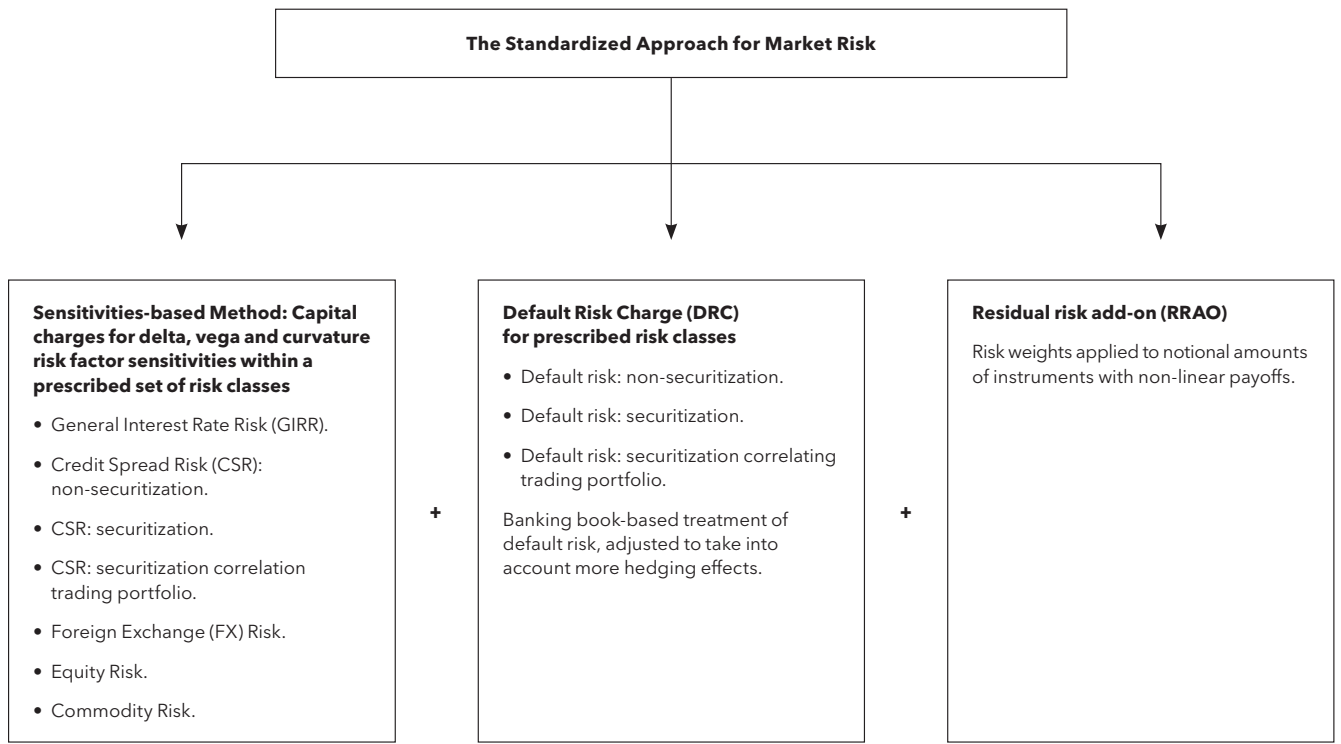 The Standardized Approach for Market Risk
Sensitivities-based Method: Capital
charges for delta, vega and curvature
risk factor sensitivities within a
prescribed set of risk classes
• General Interest Rate Risk (GIRR).
• Credit Spread Risk (CSR):
non-securitization.
• CSR: securitization.
• CSR: securitization correlation
trading portfolio.
• Foreign Exchange (FX) Risk.
• Equity Risk.
• Commodity Risk.
+
Default Risk Charge (DRC)
for prescribed risk classes
• Default risk: non-securitization.
• Default risk: securitization.
• Default risk: securitization correlating
trading portfolio.
Banking book-based treatment of
default risk, adjusted to take into
account more hedging effects.
+
Residual risk add-on (RRAO)
Risk weights applied to notional amounts
of instruments with non-linear payoffs.